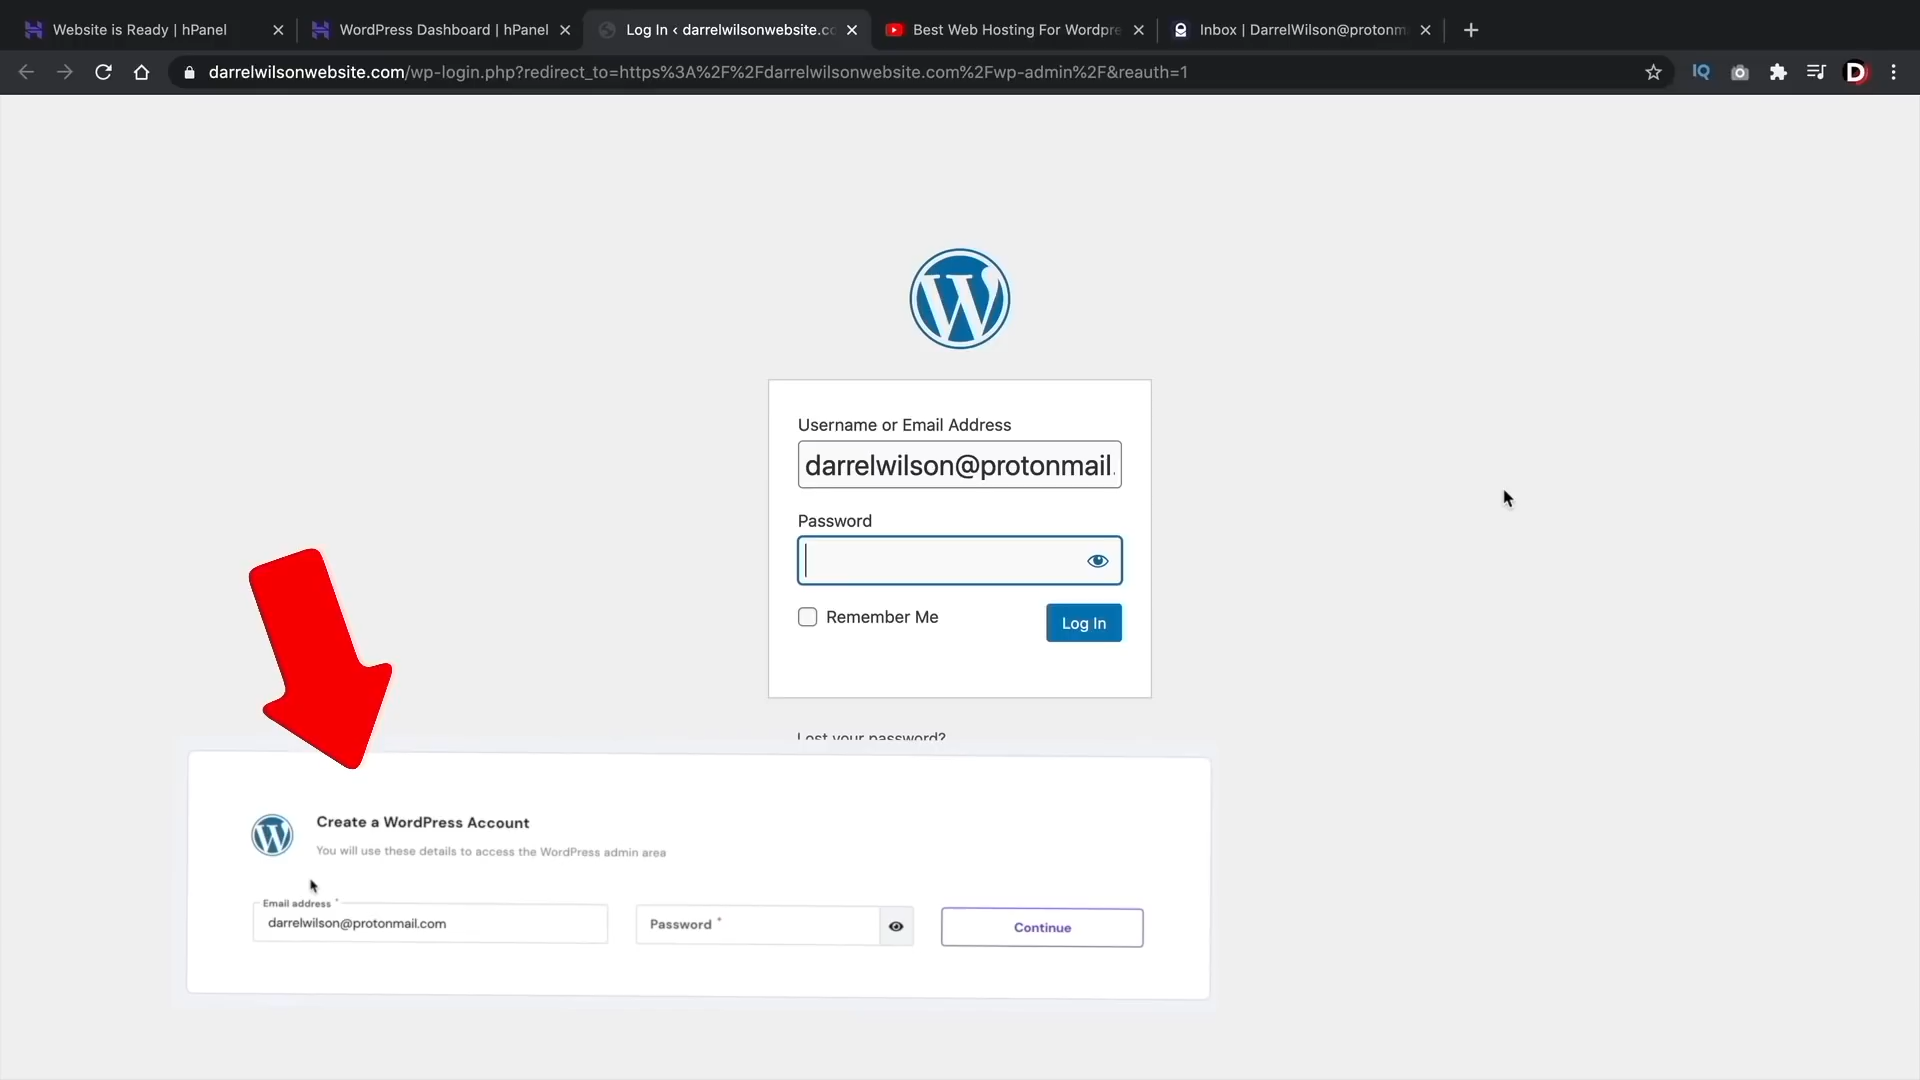 Website is Ready | hPanel
WordPress Dashboard | hPanel
Log In ‹ darrelwilsonwebsite.co
Best Web Hosting For Wordpre
Inbox | DarrelWilson@protonm
darrelwilsonwebsite.com/wp-login.php?redirect_to=https%3A%2F%2Fdarrelwilsonwebsite.com%2Fwp-admin%2F&reauth=1
IQ
D
Username or Email Address
darrelwilson@protonmail.
Password
Remember Me
Log In
Lost your password?
Create a WordPress Account
You will use these details to access the WordPress admin area
Email address *
darrelwilson@protonmail.com
Password *
Continue